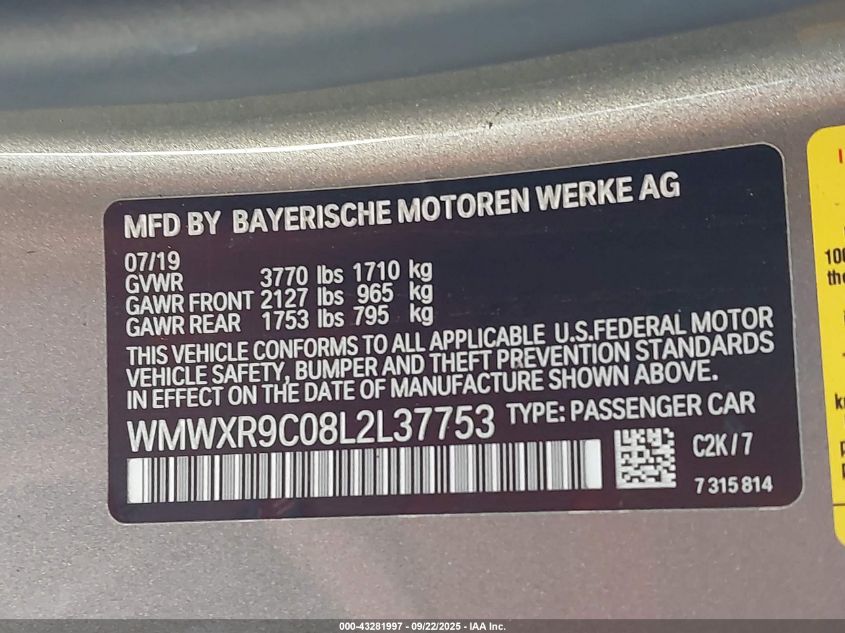 MFD BY BAYERISCHE MOTOREN WERKE AG
07/19
GVWR 3770 lbs 1710 kg
GAWR FRONT 2127 lbs 965 kg
GAWR REAR 1753 lbs 795 kg
THIS VEHICLE CONFORMS TO ALL APPLICABLE U.S.FEDERAL MOTOR
VEHICLE SAFETY, BUMPER AND THEFT PREVENTION STANDARDS
IN EFFECT ON THE DATE OF MANUFACTURE SHOWN ABOVE.
WMWXR9C08L2L37753 TYPE: PASSENGER CAR
C2K/7
7 315 814
000-43281997 - 09/22/2025 - IAA Inc.